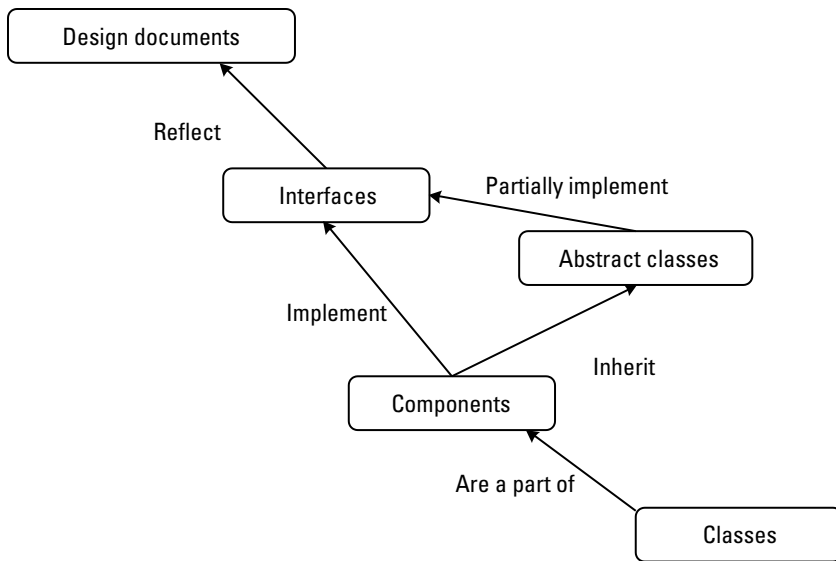 Design documents
Reflect
Partially implement
Interfaces
Abstract classes
Implement
Inherit
Components
Are a part of
Classes